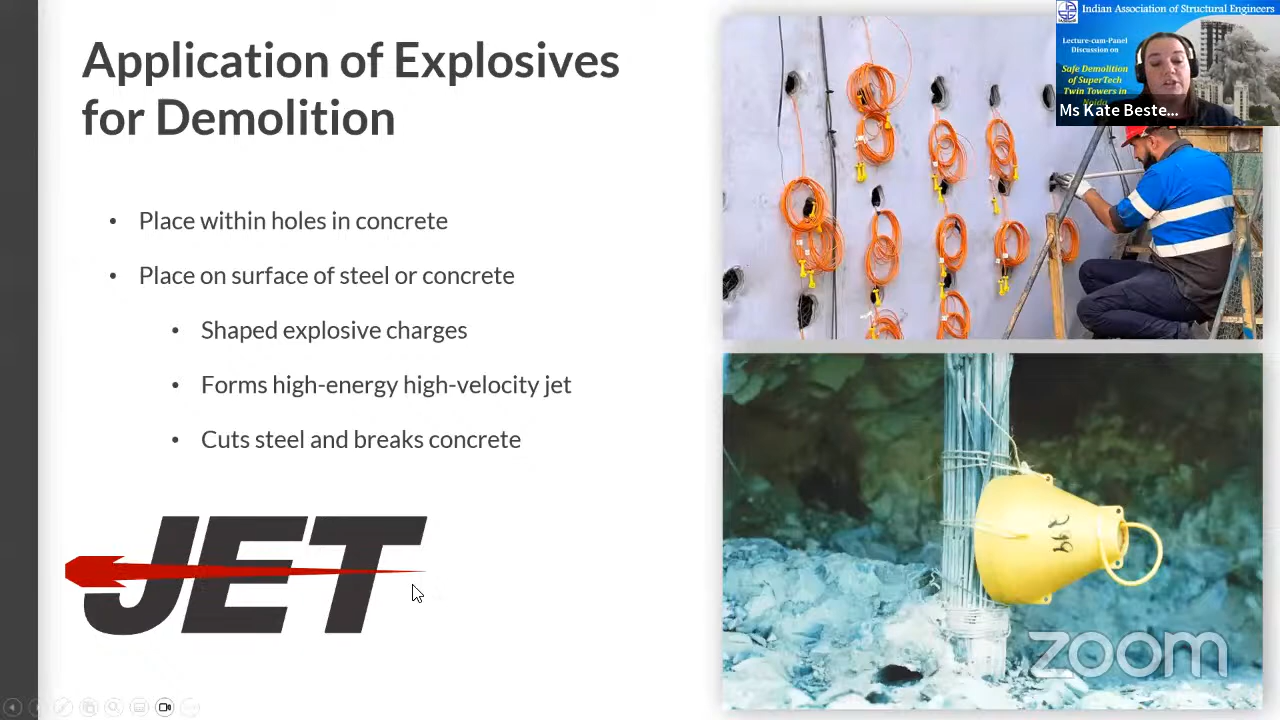 Application of Explosives
for Demolition
• Place within holes in concrete
• Place on surface of steel or concrete
• Shaped explosive charges
• Forms high-energy high-velocity jet
• Cuts steel and breaks concrete
JET
Indian Association of Structural Engineers
Lecture-cum-Panel
Discussion on
Safe Demolition
of SuperTech
Twin Towers in
Noida
Ms Kate Beste...
zoom